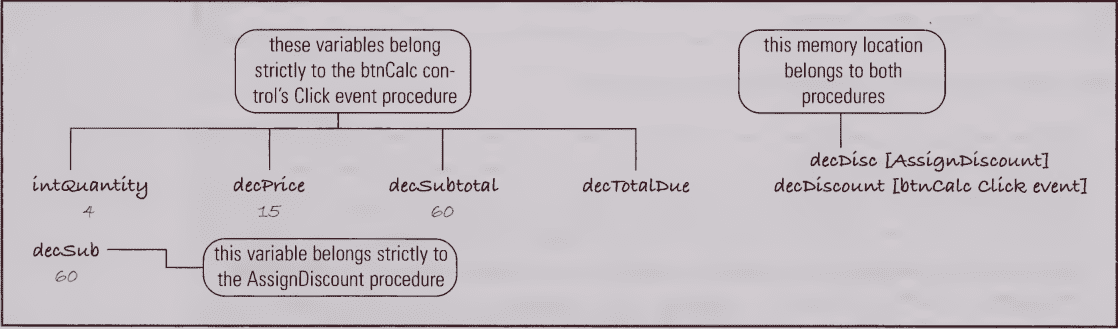 these variables belong
strictly to the btnCalc con-
trol's Click event procedure
this memory location
belongs to both
procedures
intQuantity
4
decPrice
15
decSubtotal
60
decTotalDue
decDisc [AssignDiscount]
decDiscount [btnCalc Click event]
decSub
60
this variable belongs strictly to
the AssignDiscount procedure